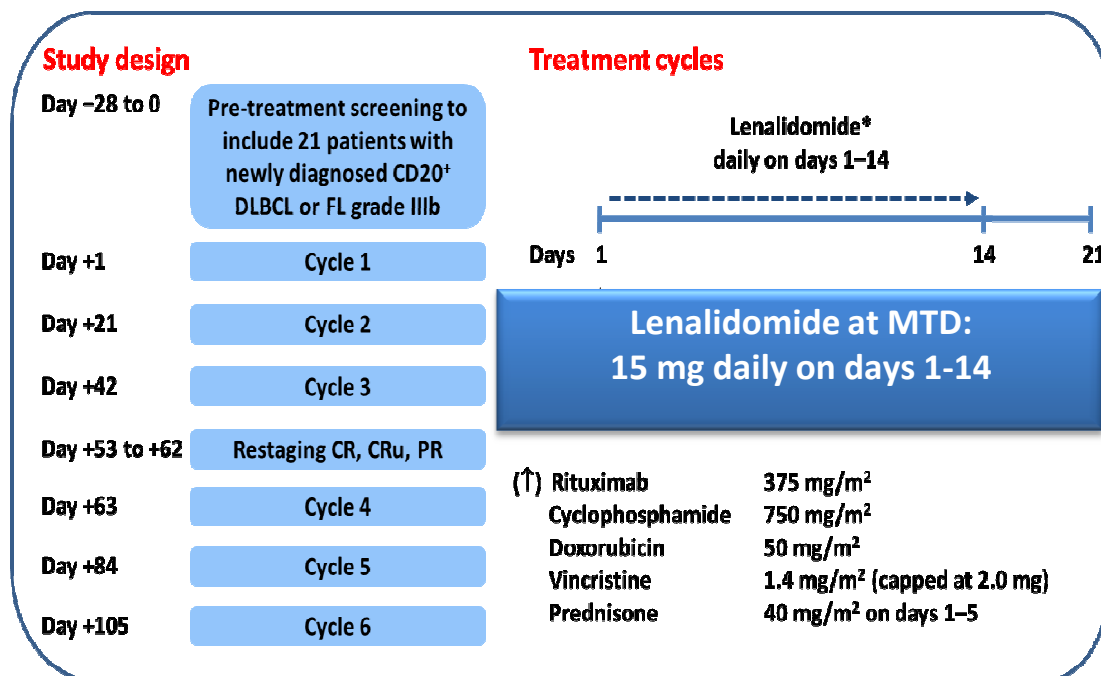 Study design
Day –28 to 0
Pre-treatment screening to
include 21 patients with
newly diagnosed CD20⁺
DLBCL or FL grade IIIb
Day +1
Cycle 1
Day +21
Cycle 2
Day +42
Cycle 3
Day +53 to +62
Restaging CR, CRu, PR
Day +63
Cycle 4
Day +84
Cycle 5
Day +105
Cycle 6
Treatment cycles
Lenalidomide*
daily on days 1–14
Days 1 14 21
Lenalidomide at MTD:
15 mg daily on days 1-14
(↑) Rituximab 375 mg/m²
Cyclophosphamide 750 mg/m²
Doxorubicin 50 mg/m²
Vincristine 1.4 mg/m² (capped at 2.0 mg)
Prednisone 40 mg/m² on days 1–5